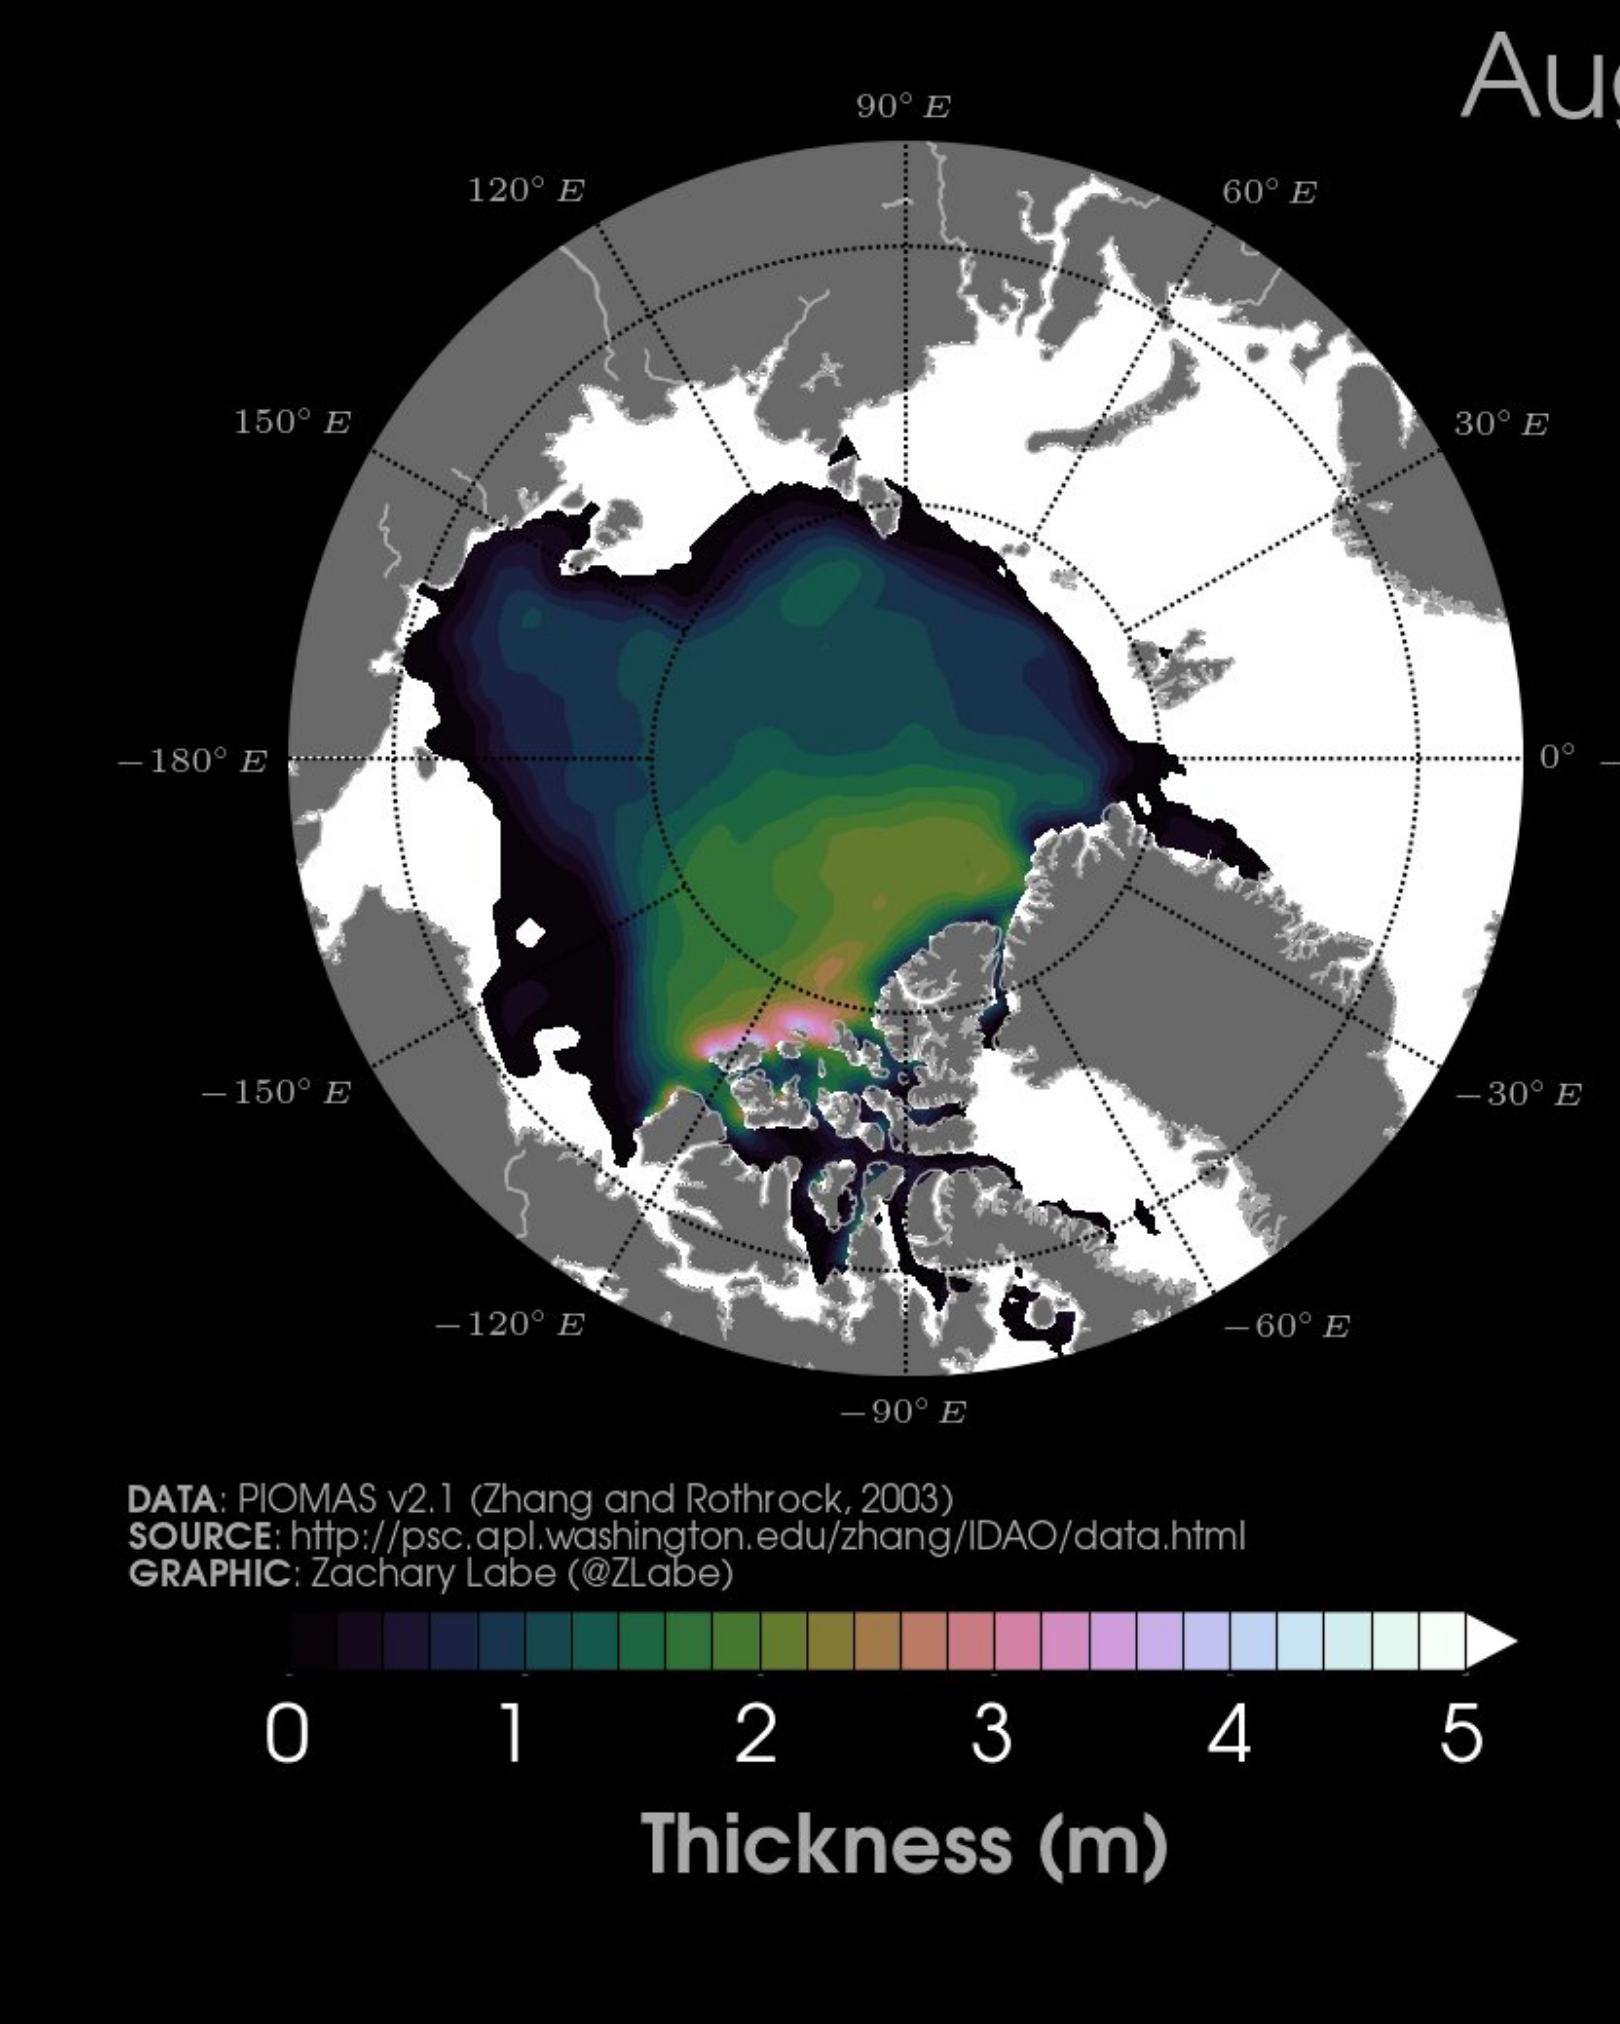 Aug
90° E
120° E
60° E
150° E
30° E
−180° E
0°
−150° E
−30° E
−120° E
−60° E
−90° E
DATA: PIOMAS v2.1 (Zhang and Rothrock, 2003)
SOURCE: http://psc.apl.washington.edu/zhang/IDAO/data.html
GRAPHIC: Zachary Labe (@ZLabe)
0 1 2 3 4 5
Thickness (m)